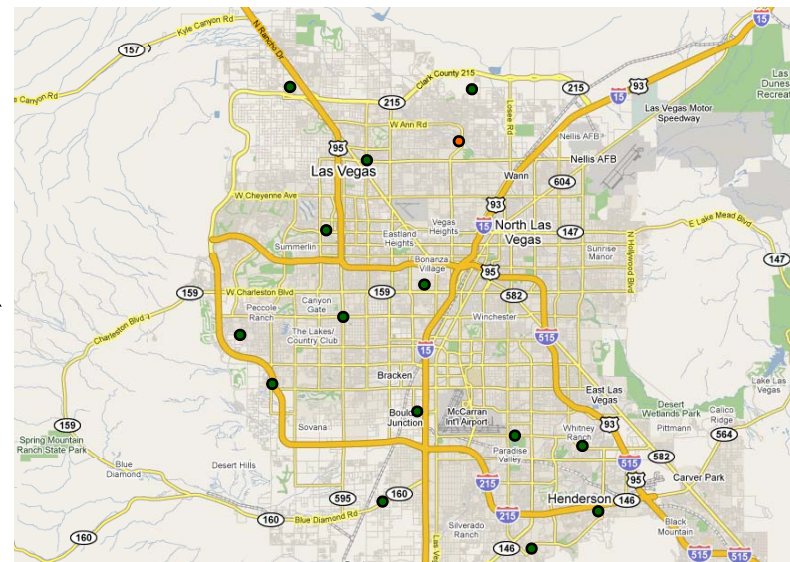 15
N Rancho Dr
Kyle Canyon Rd
157
e Canyon Rd
Clark County 215
215
215
93
15
Las
Dunes
Recreat
Las Vegas Motor
Speedway
W Ann Rd
Losee Rd
Nellis AFB
95
Nellis AFB
Las Vegas
Wann
604
W Cheyenne Ave
93
E Lake Mead Blvd
15
North Las
Vegas
147
Vegas
Heights
Eastland
Heights
N Hollywood Blvd
Summerlin
Sunrise
Manor
147
Bonanza
Village
95
159
W Charleston Blvd
159
582
Canyon
Gate
Peccole
Ranch
Winchester
Charleston Blvd
The Lakes/
Country Club
515
15
Bracken
Lake Las
Vegas
East Las
Vegas
Desert
Wetlands Park
Calico
Ridge
McCarran
Int'l Airport
Boul
Junction
159
93
Whitney
Ranch
Pittmann
564
Sovana
Spring Mountain
Ranch State Park
Paradise
Valley
582
515
Blue
Diamond
Desert Hills
215
95
Carver Park
595
160
Henderson
146
160
Blue Diamond Rd
215
Black
Mountain
Silverado
Ranch
160
Las Ve
146
515
515